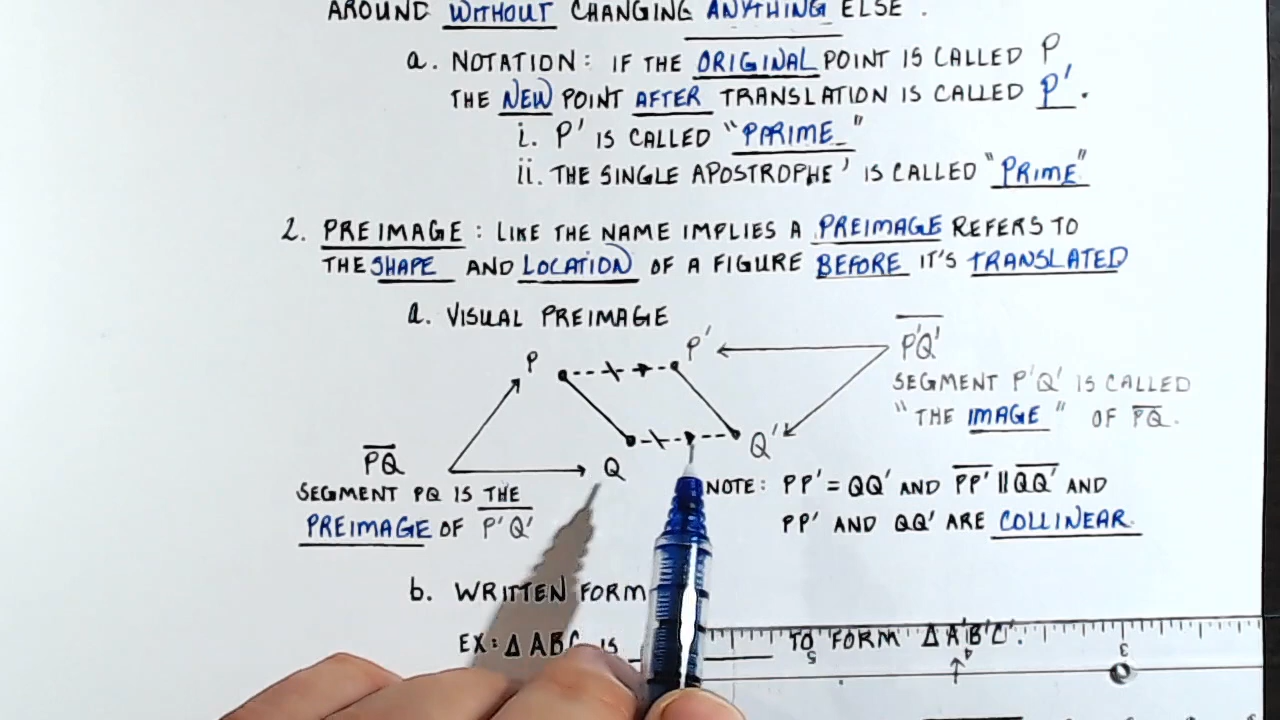 AROUND WITHOUT CHANGING ANYTHING ELSE.
a. NOTATION: IF THE ORIGINAL POINT IS CALLED P
THE NEW POINT AFTER TRANSLATION IS CALLED P'.
i. P' IS CALLED "PPRIME"
ii. THE SINGLE APOSTROPHE ' IS CALLED "PRIME"
2. PREIMAGE: LIKE THE NAME IMPLIES A PREIMAGE REFERS TO
THE SHAPE AND LOCATION OF A FIGURE BEFORE IT'S TRANSLATED
a. VISUAL PREIMAGE
P
P'
P'Q'
SEGMENT P'Q' IS CALLED
"THE IMAGE" OF PQ.
Q'
Q
PQ
SEGMENT PQ IS THE
PREIMAGE OF P'Q'
NOTE: PP' = QQ' AND PP' || QQ' AND
PP' AND QQ' ARE COLLINEAR.
b. WRITTEN FORM
EX: Δ ABC IS TO FORM Δ A'B'C'.
5 4 3